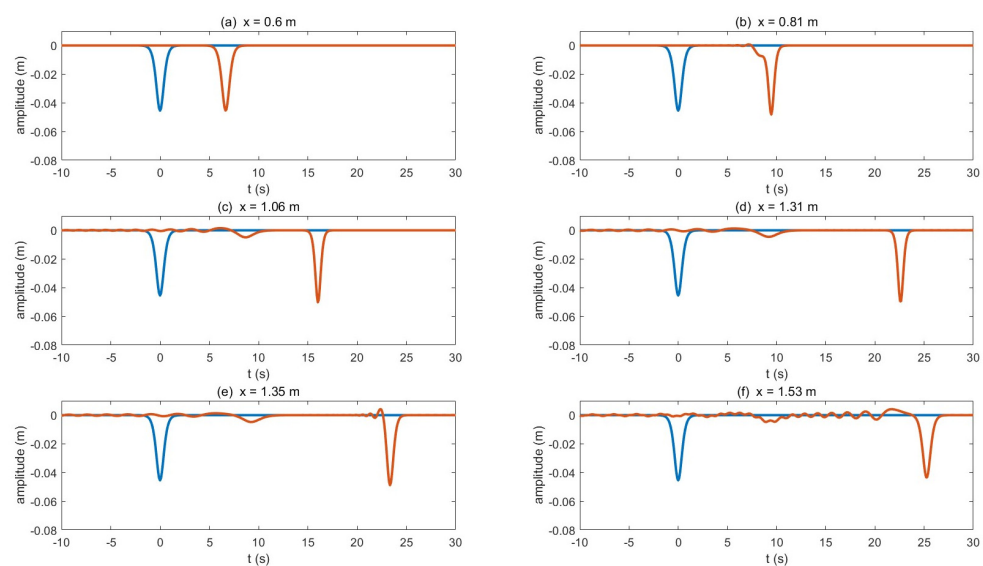 (a) x = 0.6 m
0
-0.02
-0.04
-0.06
-0.08
amplitude (m)
-10 -5 0 5 10 15 20 25 30
t (s)
(b) x = 0.81 m
0
-0.02
-0.04
-0.06
-0.08
amplitude (m)
-10 -5 0 5 10 15 20 25 30
t (s)
(c) x = 1.06 m
0
-0.02
-0.04
-0.06
-0.08
amplitude (m)
-10 -5 0 5 10 15 20 25 30
t (s)
(d) x = 1.31 m
0
-0.02
-0.04
-0.06
-0.08
amplitude (m)
-10 -5 0 5 10 15 20 25 30
t (s)
(e) x = 1.35 m
0
-0.02
-0.04
-0.06
-0.08
amplitude (m)
-10 -5 0 5 10 15 20 25 30
t (s)
(f) x = 1.53 m
0
-0.02
-0.04
-0.06
-0.08
amplitude (m)
-10 -5 0 5 10 15 20 25 30
t (s)